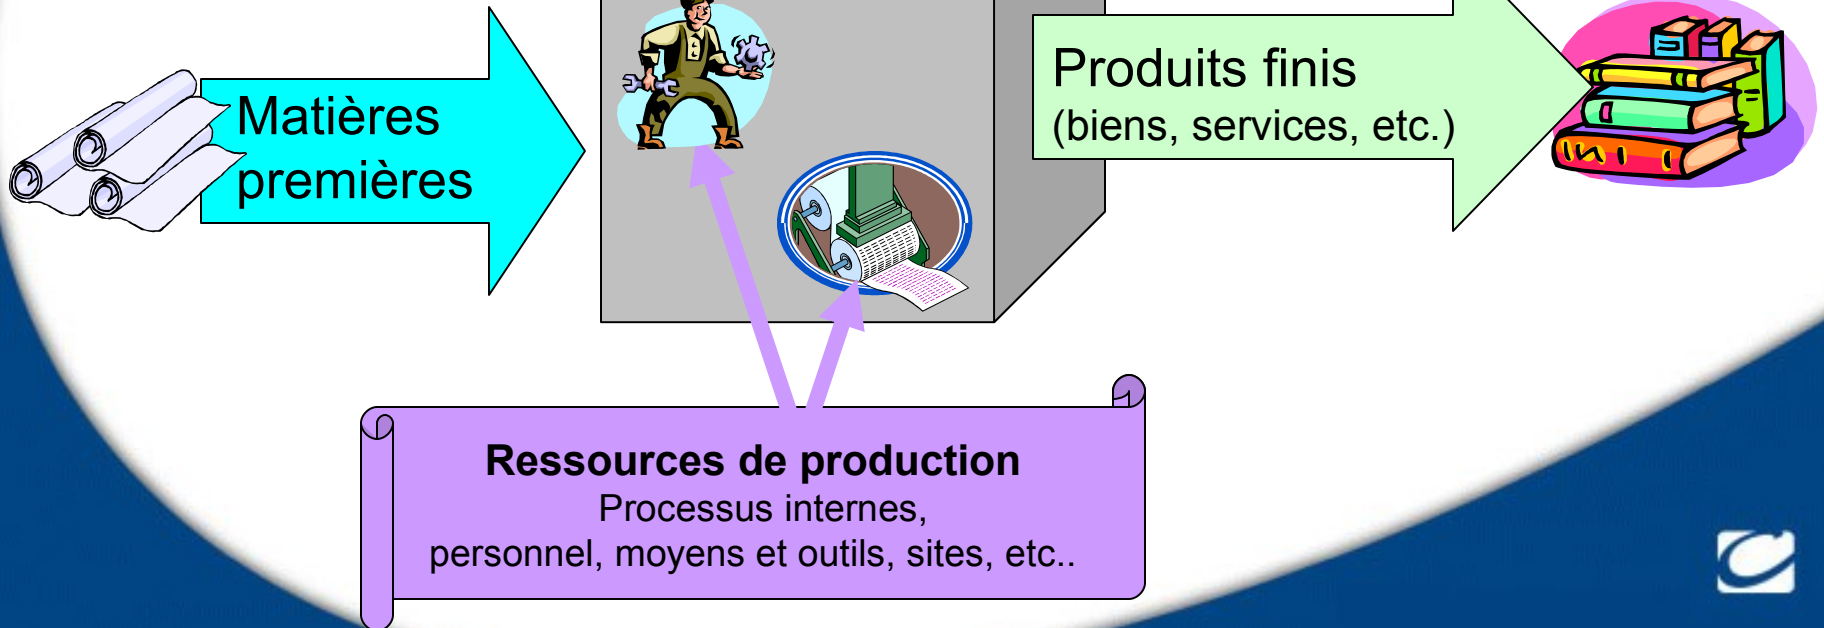 Matières
premières
Produits finis
(biens, services, etc.)
Ressources de production
Processus internes,
personnel, moyens et outils, sites, etc..